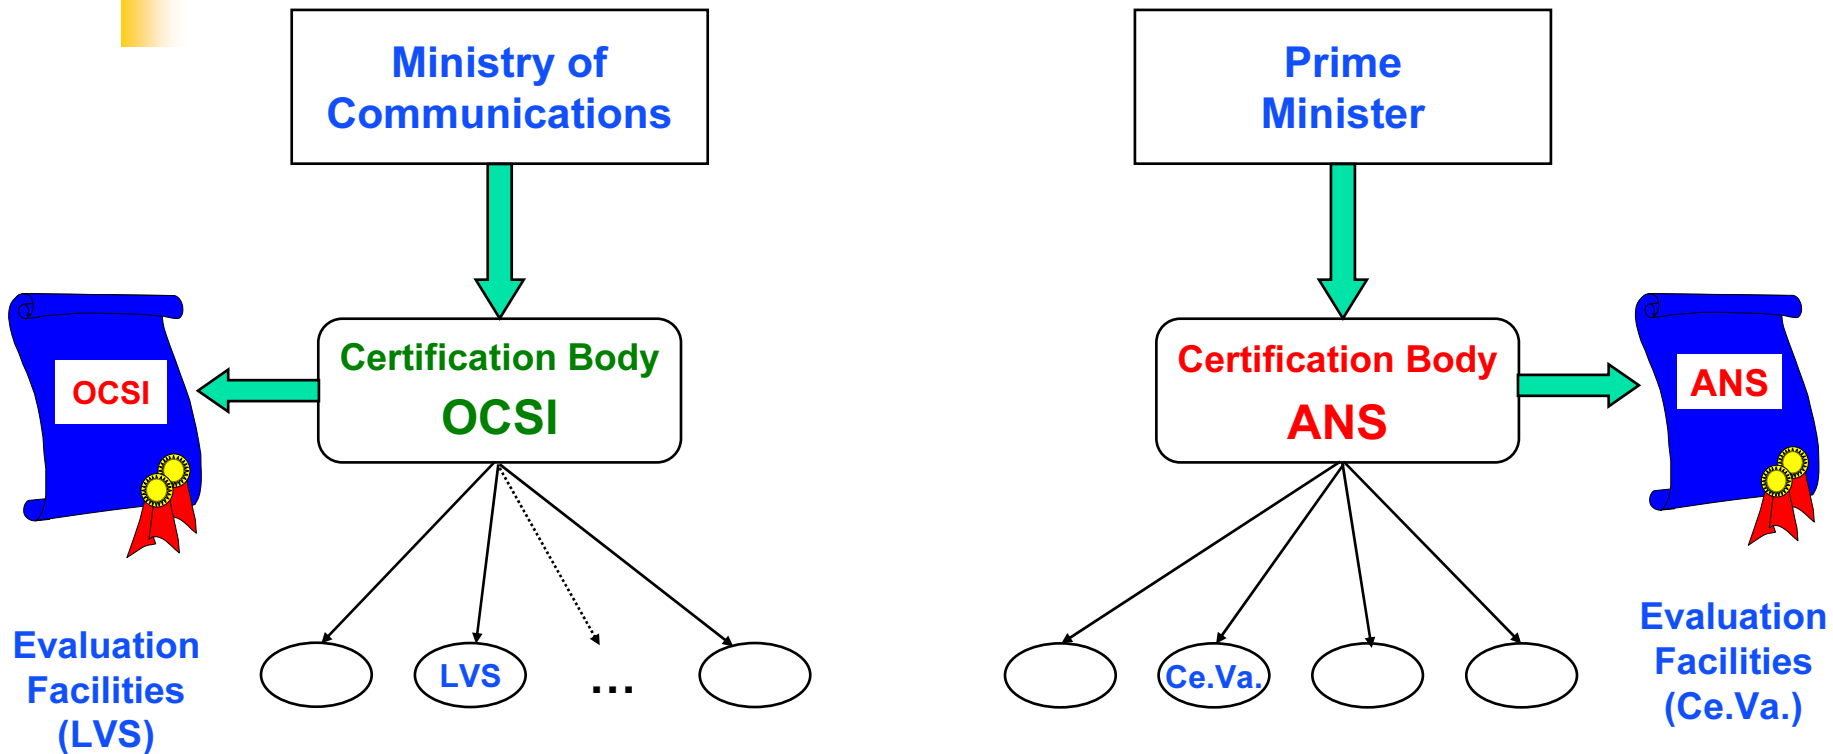 Ministry of
Communications
Prime
Minister
OCSI
Certification Body
OCSI
Certification Body
ANS
ANS
Evaluation
Facilities
(LVS)
LVS
...
Ce.Va.
Evaluation
Facilities
(Ce.Va.)